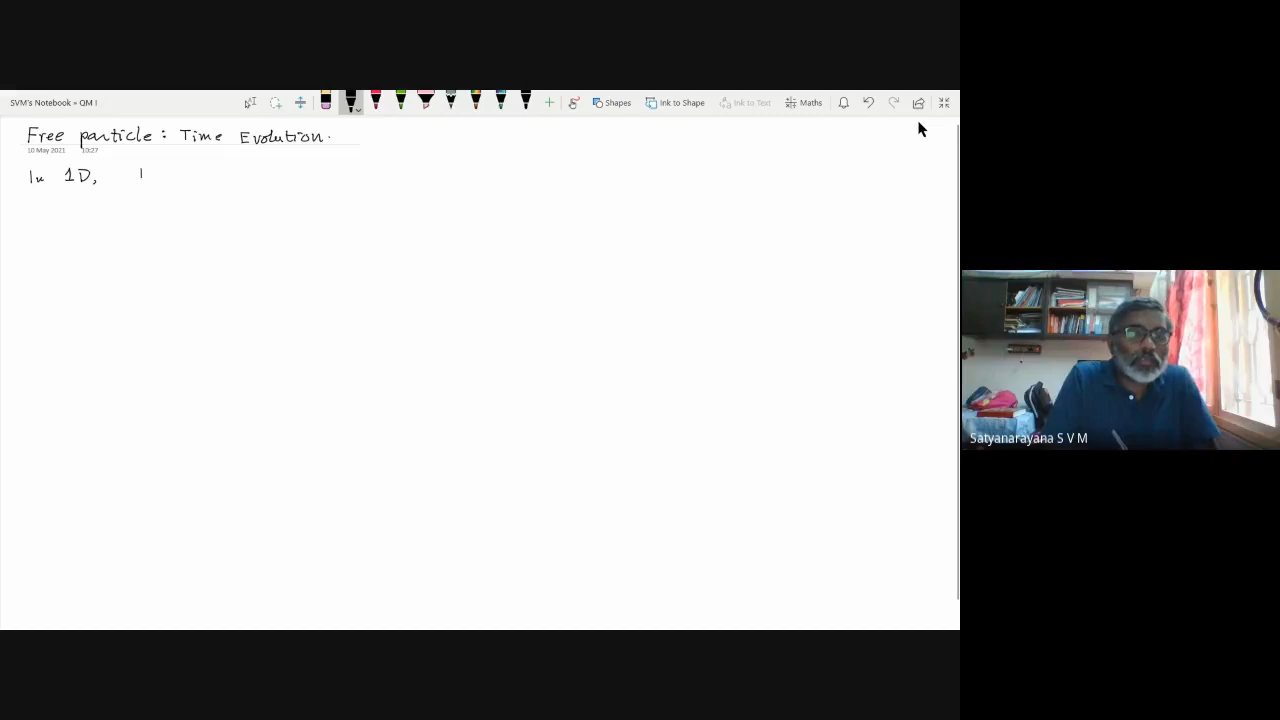 SVM's Notebook » QM I
Shapes
Ink to Shape
Ink to Text
Maths
Free particle : Time Evolution.
10 May 2021 10:27
In 1D,
Satyanarayana S V M